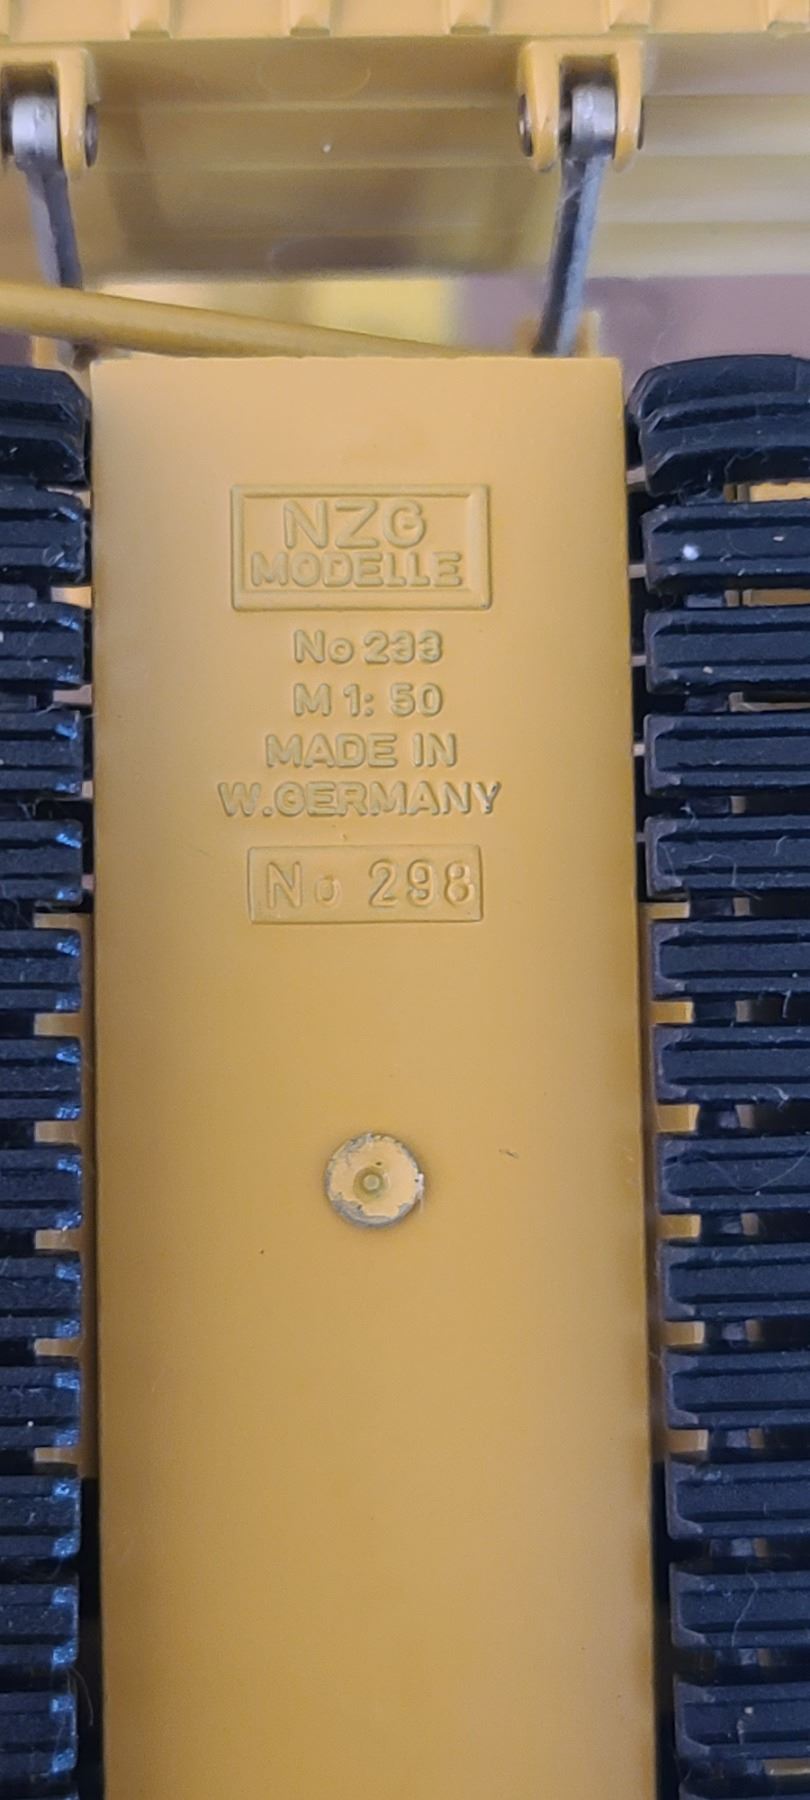 NZG
MODELLE
No 233
M 1: 50
MADE IN
W.GERMANY
No 298